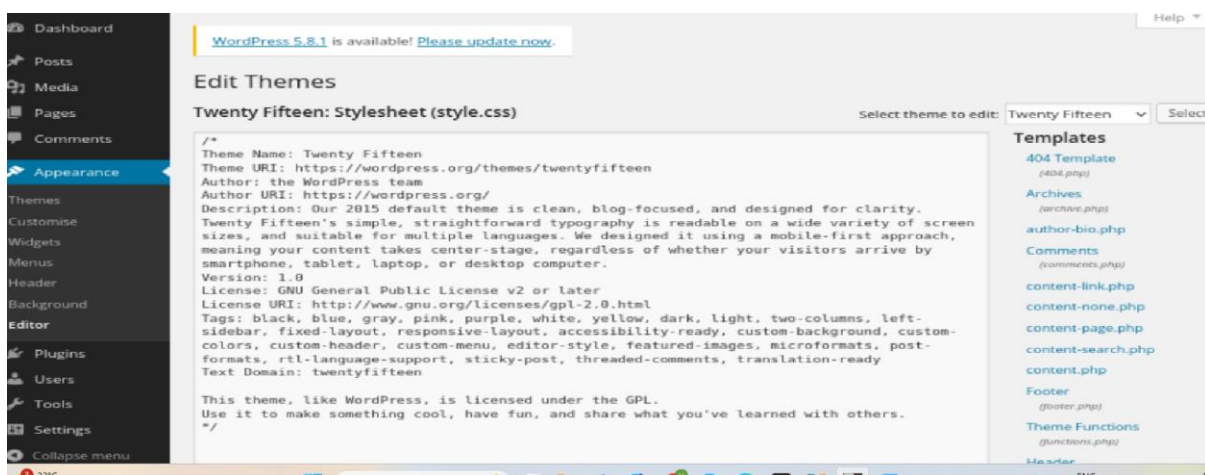 Dashboard
Posts
Media
Pages
Comments
Appearance
Themes
Customise
Widgets
Menus
Header
Background
Editor
Plugins
Users
Tools
Settings
Collapse menu
Help
WordPress 5.8.1 is available! Please update now.
Edit Themes
Twenty Fifteen: Stylesheet (style.css)
Select theme to edit: Twenty Fifteen Select
/*
Theme Name: Twenty Fifteen
Theme URI: https://wordpress.org/themes/twentyfifteen
Author: the WordPress team
Author URI: https://wordpress.org/
Description: Our 2015 default theme is clean, blog-focused, and designed for clarity.
Twenty Fifteen's simple, straightforward typography is readable on a wide variety of screen
sizes, and suitable for multiple languages. We designed it using a mobile-first approach,
meaning your content takes center-stage, regardless of whether your visitors arrive by
smartphone, tablet, laptop, or desktop computer.
Version: 1.0
License: GNU General Public License v2 or later
License URI: http://www.gnu.org/licenses/gpl-2.0.html
Tags: black, blue, gray, pink, purple, white, yellow, dark, light, two-columns, left-
sidebar, fixed-layout, responsive-layout, accessibility-ready, custom-background, custom-
colors, custom-header, custom-menu, editor-style, featured-images, microformats, post-
formats, rtl-language-support, sticky-post, threaded-comments, translation-ready
Text Domain: twentyfifteen
This theme, like WordPress, is licensed under the GPL.
Use it to make something cool, have fun, and share what you've learned with others.
*/
Templates
404 Template
(404.php)
Archives
(archive.php)
author-bio.php
Comments
(comments.php)
content-link.php
content-none.php
content-page.php
content-search.php
content.php
Footer
(footer.php)
Theme Functions
(functions.php)
Header